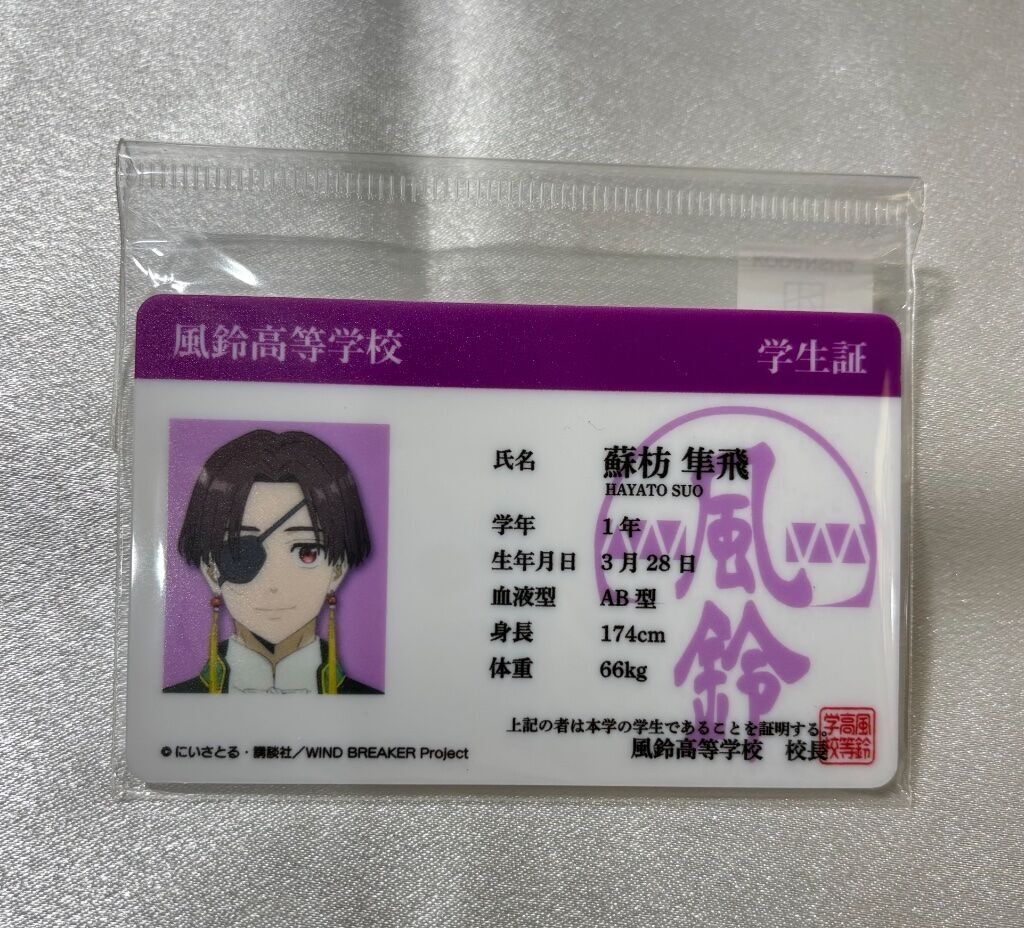 風鈴高等学校
学生証
氏名 蘇枋 隼飛
HAYATO SUO
学年 1年
生年月日 3月28日
血液型 AB型
身長 174cm
体重 66kg
風鈴
上記の者は本学の学生であることを証明する。
風鈴高等学校 校長
風鈴高等学校
©にいさとる・講談社/WIND BREAKER Project